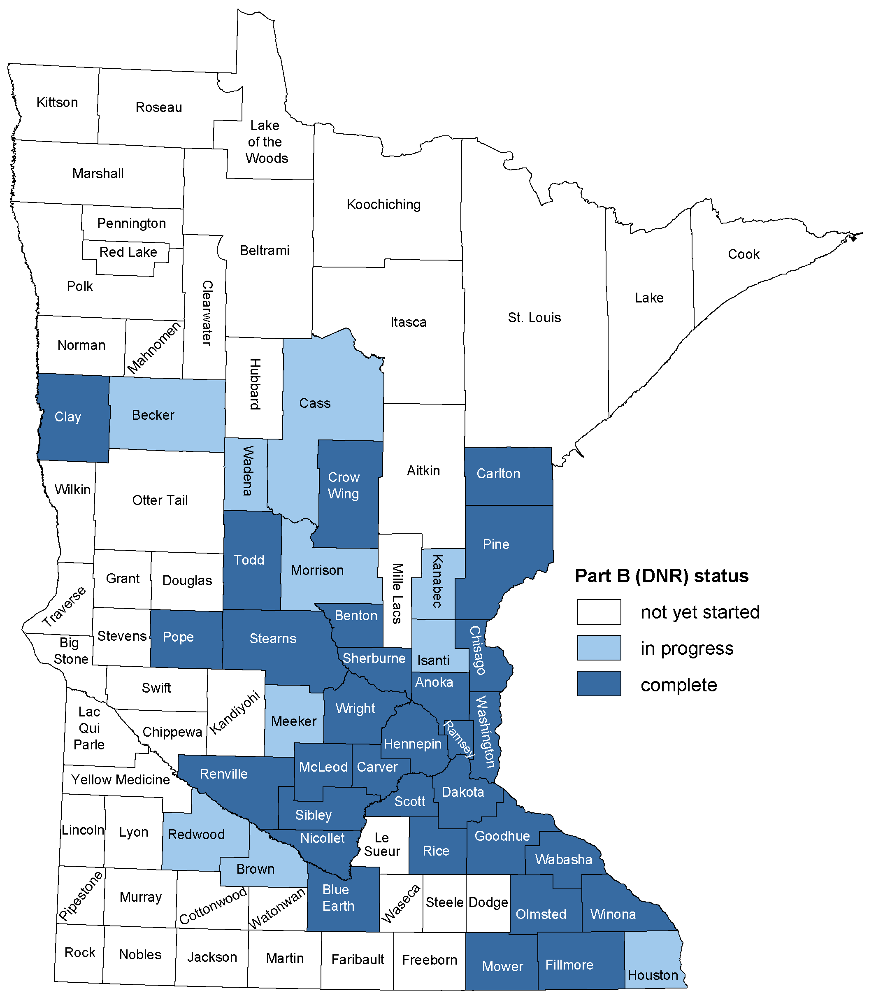 Kittson
Roseau
Lake
of the
Woods
Marshall
Koochiching
Pennington
Red Lake
Beltrami
Cook
Polk
Clearwater
Lake
St. Louis
Itasca
Norman
Mahnomen
Hubbard
Cass
Clay
Becker
Wadena
Crow
Wing
Aitkin
Carlton
Wilkin
Otter Tail
Pine
Todd
Morrison
Mille Lacs
Kanabec
Part B (DNR) status
not yet started
in progress
complete
Grant
Douglas
Traverse
Benton
Stevens
Pope
Stearns
Big
Stone
Chisago
Sherburne
Isanti
Anoka
Swift
Kandiyohi
Wright
Washington
Lac
Qui
Parle
Meeker
Chippewa
Hennepin
Ramsey
McLeod
Carver
Renville
Yellow Medicine
Dakota
Scott
Sibley
Lincoln
Lyon
Redwood
Nicollet
Le
Sueur
Rice
Goodhue
Wabasha
Brown
Pipestone
Murray
Cottonwood
Watonwan
Blue
Earth
Waseca
Steele
Dodge
Olmsted
Winona
Rock
Nobles
Jackson
Martin
Faribault
Freeborn
Mower
Fillmore
Houston